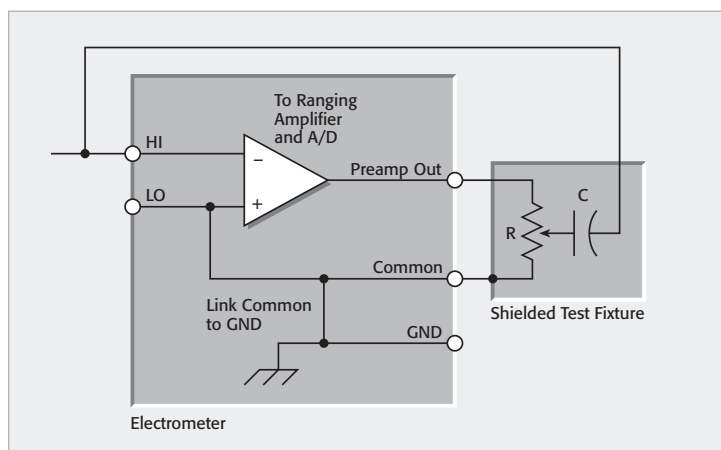 To Ranging
Amplifier
and A/D
HI
−
Preamp Out
LO
+
C
R
Common
Link Common
to GND
GND
Shielded Test Fixture
Electrometer